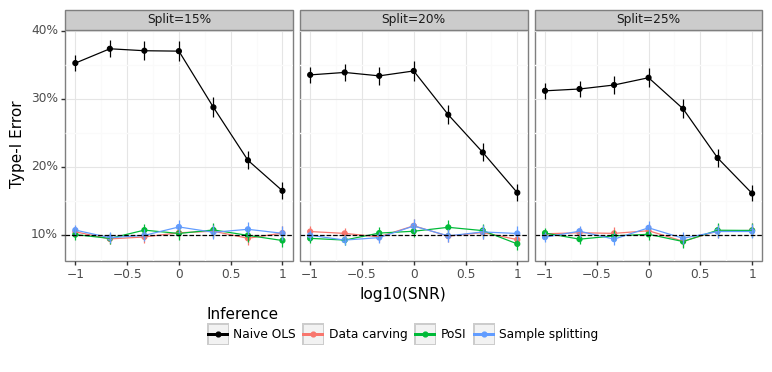 Split=15% Split=20% Split=25%
40%
30%
20%
10%
Type-I Error
−1 −0.5 0 0.5 1 −1 −0.5 0 0.5 1 −1 −0.5 0 0.5 1
log10(SNR)
Inference
Naive OLS Data carving PoSI Sample splitting